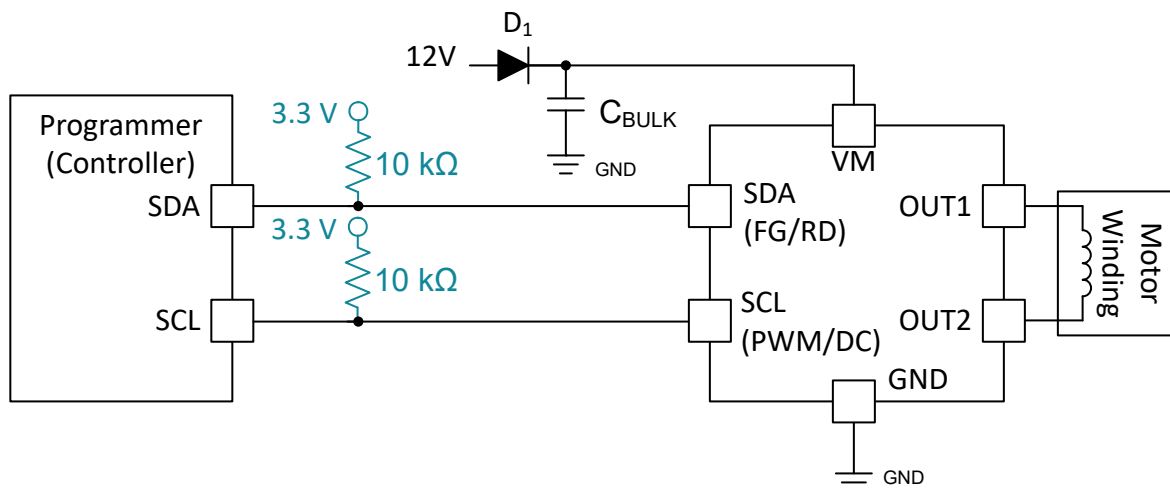 D₁
12V
Programmer
(Controller)
3.3 V
C_BULK
10 kΩ
GND
VM
SDA
SDA
(FG/RD)
OUT1
3.3 V
10 kΩ
Motor
Winding
SCL
SCL
(PWM/DC)
OUT2
GND
GND